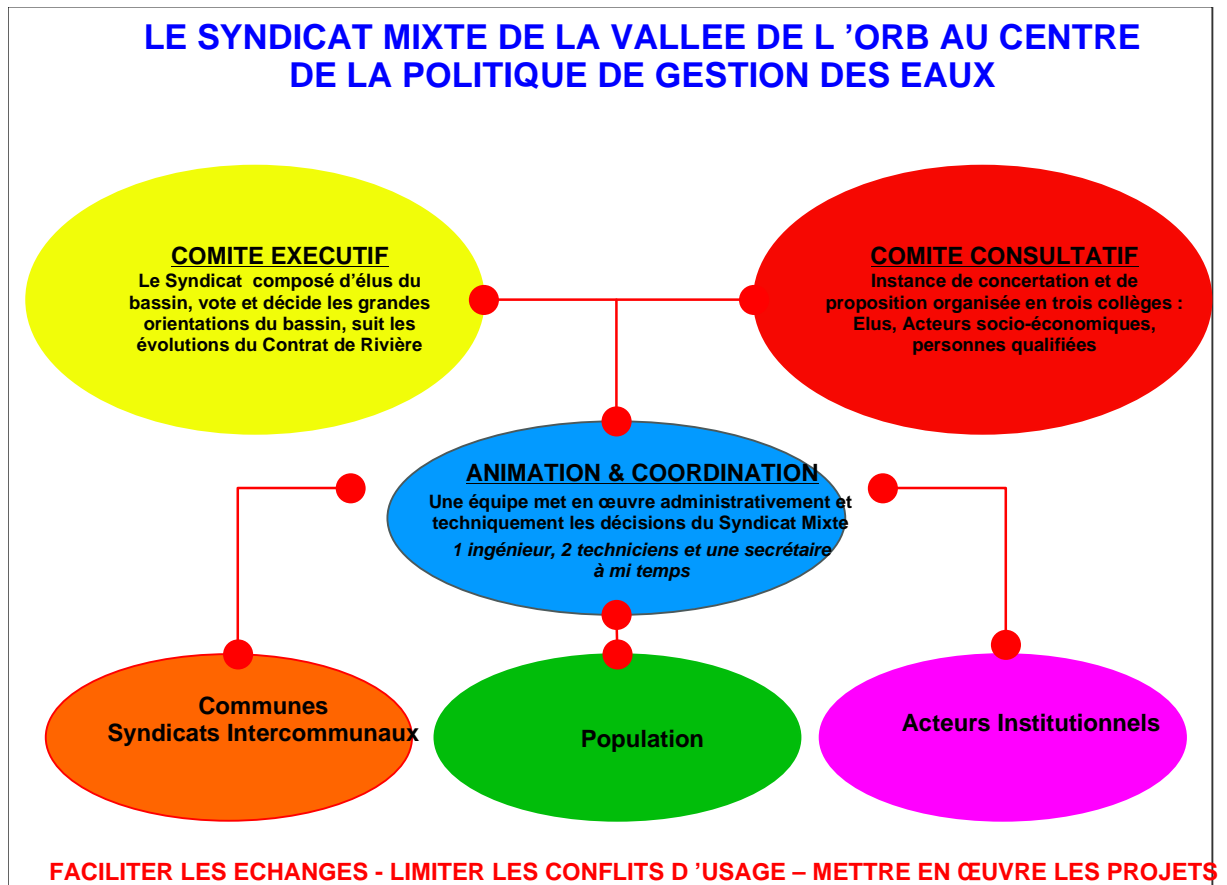 LE SYNDICAT MIXTE DE LA VALLEE DE L ’ORB AU CENTRE
DE LA POLITIQUE DE GESTION DES EAUX
COMITE EXECUTIF
Le Syndicat composé d’élus du
bassin, vote et décide les grandes
orientations du bassin, suit les
évolutions du Contrat de Rivière
COMITE CONSULTATIF
Instance de concertation et de
proposition organisée en trois collèges :
Elus, Acteurs socio-économiques,
personnes qualifiées
ANIMATION & COORDINATION
Une équipe met en œuvre administrativement et
techniquement les décisions du Syndicat Mixte
1 ingénieur, 2 techniciens et une secrétaire
à mi temps
Communes
Syndicats Intercommunaux
Population
Acteurs Institutionnels
FACILITER LES ECHANGES - LIMITER LES CONFLITS D ’USAGE – METTRE EN ŒUVRE LES PROJETS